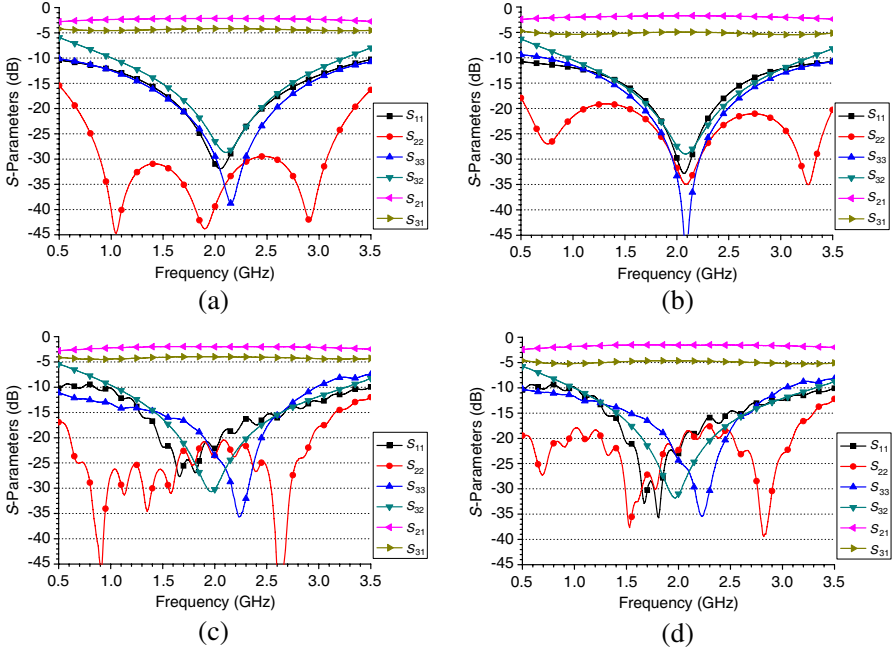 S-Parameters (dB)
-5
-10
-15
-20
-25
-30
-35
-40
-45
0.5 1.0 1.5 2.0 2.5 3.0 3.5
Frequency (GHz)
S11
S22
S33
S32
S21
S31
(a)
S-Parameters (dB)
0
-5
-10
-15
-20
-25
-30
-35
-40
-45
0.5 1.0 1.5 2.0 2.5 3.0 3.5
Frequency (GHz)
S11
S22
S33
S32
S21
S31
(b)
S-Parameters (dB)
0
-5
-10
-15
-20
-25
-30
-35
-40
-45
0.5 1.0 1.5 2.0 2.5 3.0 3.5
Frequency (GHz)
S11
S22
S33
S32
S21
S31
(c)
S-Parameters (dB)
0
-5
-10
-15
-20
-25
-30
-35
-40
-45
0.5 1.0 1.5 2.0 2.5 3.0 3.5
Frequency (GHz)
S11
S22
S33
S32
S21
S31
(d)